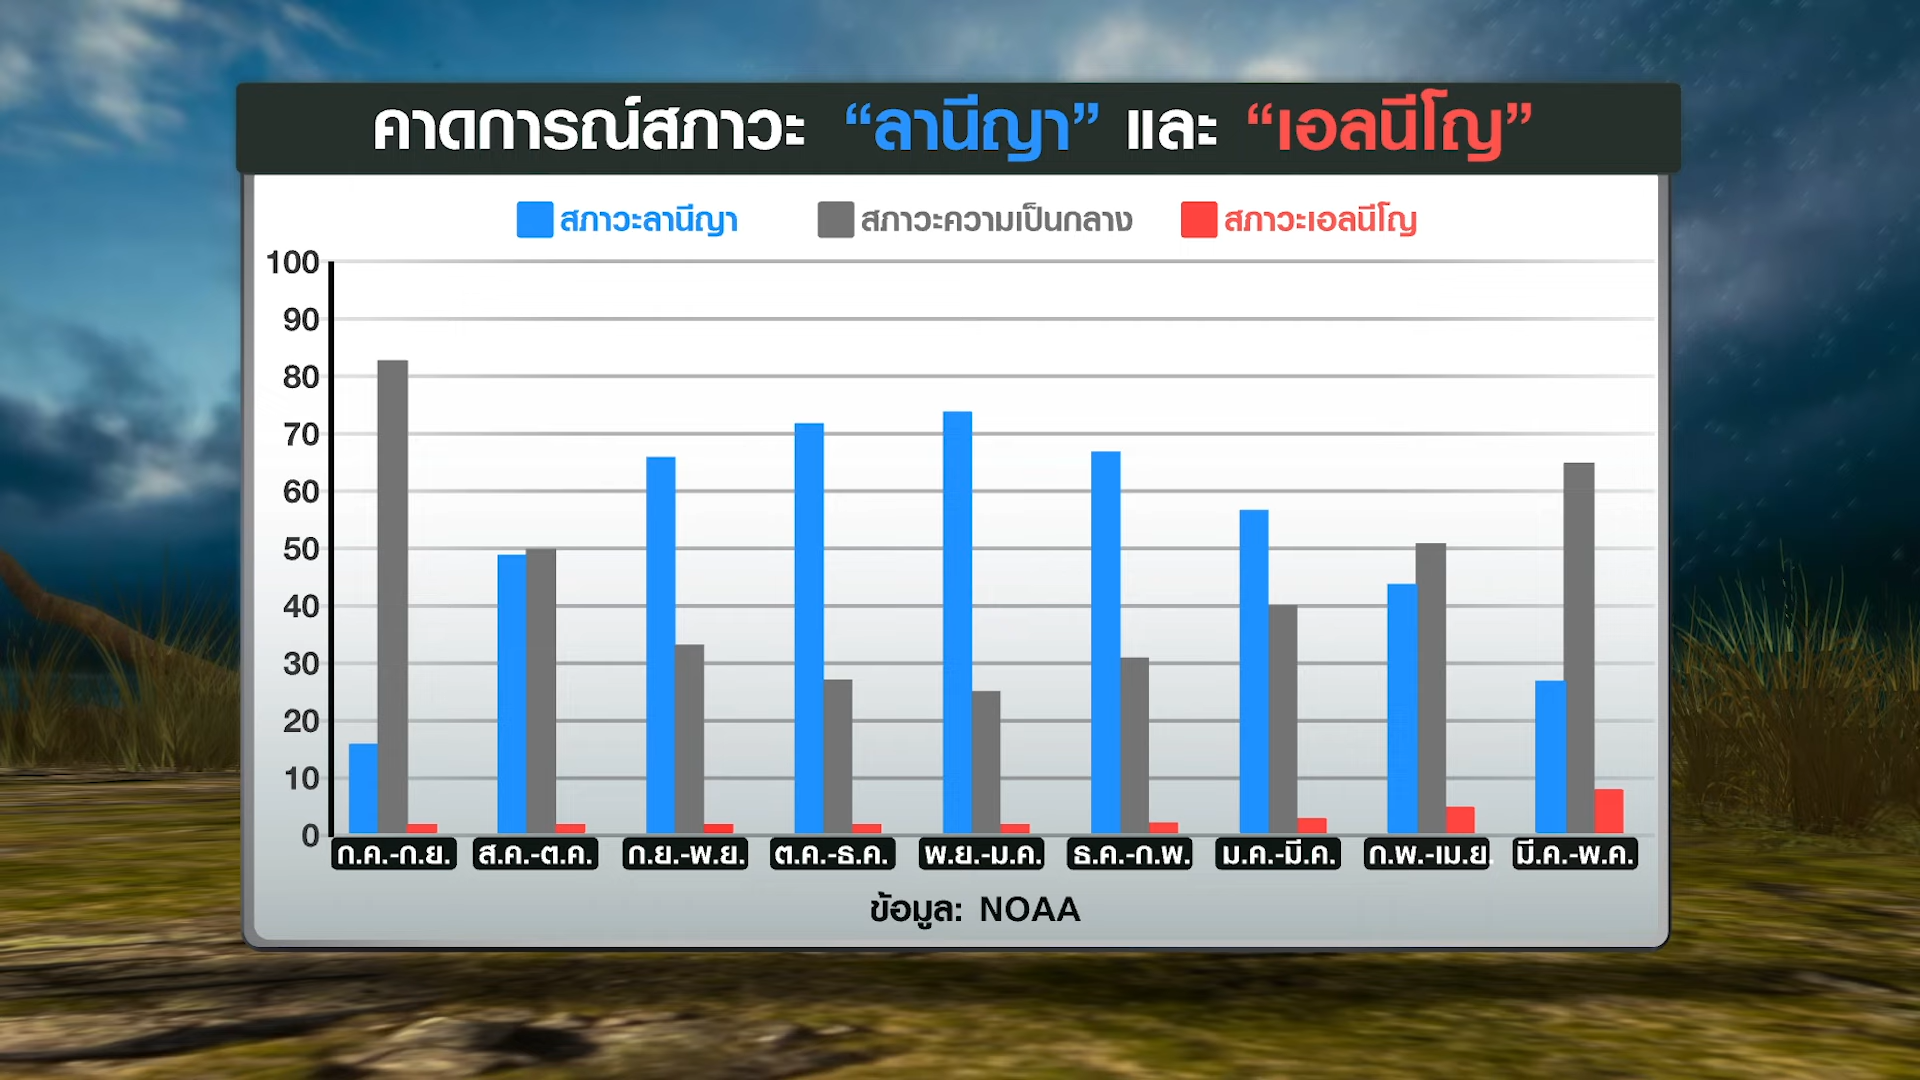 คาดการณ์สภาวะ “ลานีญา” และ “เอลนีโญ”
สภาวะลานีญา สภาวะความเป็นกลาง สภาวะเอลนีโญ
100
90
80
70
60
50
40
30
20
10
0
ก.ค.-ก.ย. ส.ค.-ต.ค. ก.ย.-พ.ย. ต.ค.-ธ.ค. พ.ย.-ม.ค. ธ.ค.-ก.พ. ม.ค.-มี.ค. ก.พ.-เม.ย. มี.ค.-พ.ค.
ข้อมูล: NOAA